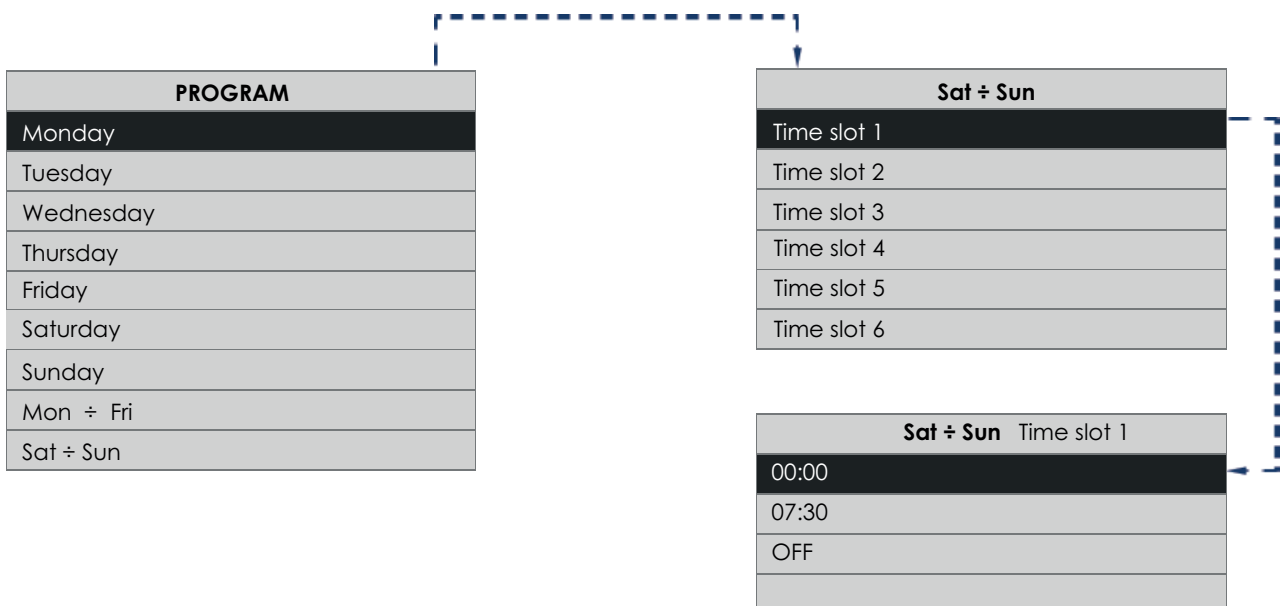 PROGRAM
Monday
Tuesday
Wednesday
Thursday
Friday
Saturday
Sunday
Mon ÷ Fri
Sat ÷ Sun
Sat ÷ Sun
Time slot 1
Time slot 2
Time slot 3
Time slot 4
Time slot 5
Time slot 6
Sat ÷ Sun Time slot 1
00:00
07:30
OFF